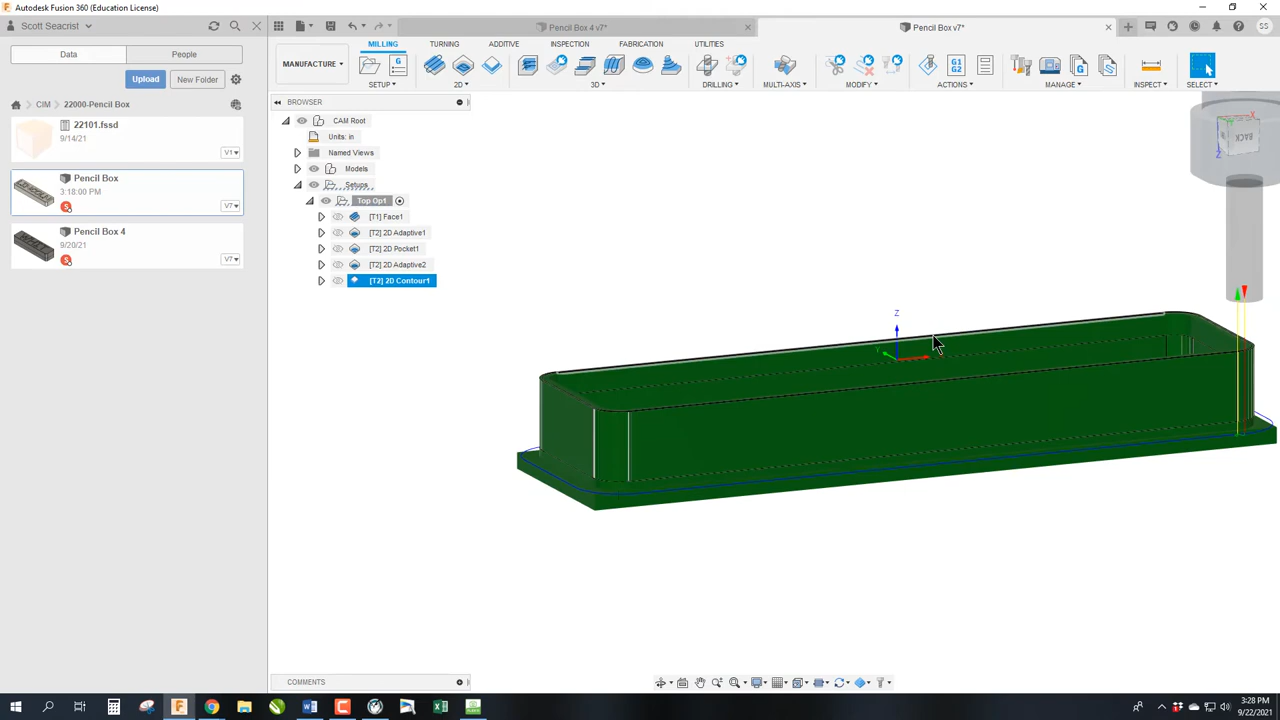 Autodesk Fusion 360 (Education License)
Scott Seacrist
Pencil Box 4 v7*
Pencil Box v7*
SS
Data
People
MILLING
TURNING
ADDITIVE
INSPECTION
FABRICATION
UTILITIES
MANUFACTURE
Upload
New Folder
G1
G2
SETUP
2D
3D
DRILLING
MULTI-AXIS
MODIFY
ACTIONS
MANAGE
INSPECT
SELECT
CIM
22000-Pencil Box
BROWSER
22101.fssd
9/14/21
V1
CAM Root
Units: in
Named Views
Models
Setups
Top Op1
[T1] Face1
[T2] 2D Adaptive1
[T2] 2D Pocket1
[T2] 2D Adaptive2
[T2] 2D Contour1
Pencil Box
3:18:00 PM
V7
Pencil Box 4
9/20/21
V7
X
BACK
Z
Z
Y
COMMENTS
3:28 PM
9/22/2021